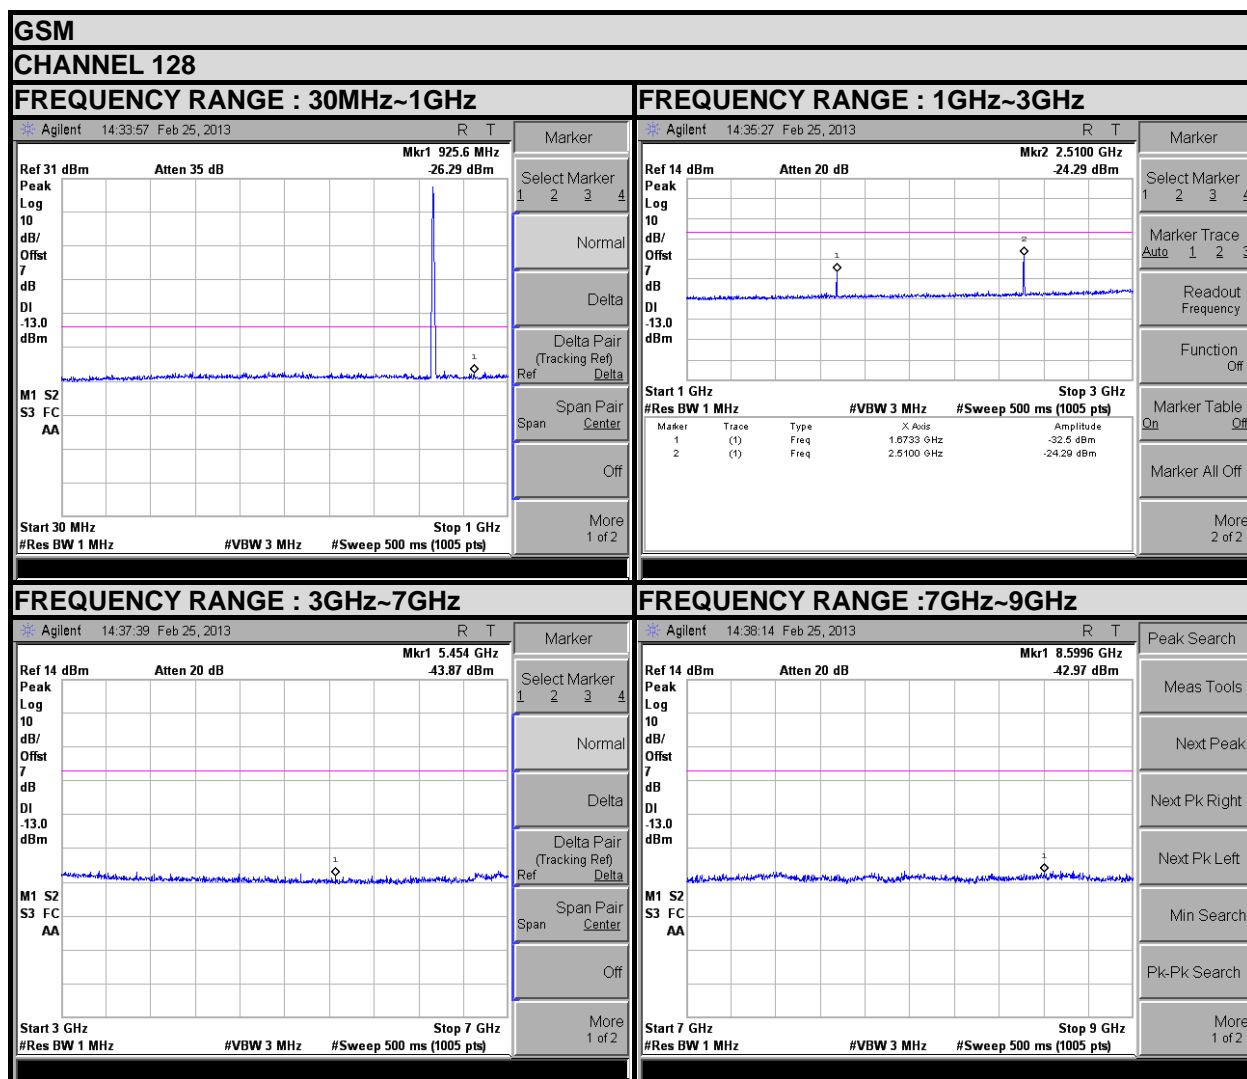 GSM
CHANNEL 128
FREQUENCY RANGE : 30MHz~1GHz
Agilent 14:33:57 Feb 25, 2013 R T
Mkr1 925.6 MHz
Ref 31 dBm Atten 35 dB -26.29 dBm
Peak
Log
10
dB/
Offst
7
dB
DI
-13.0
dBm
1
M1 S2
S3 FC
AA
Start 30 MHz Stop 1 GHz
#Res BW 1 MHz #VBW 3 MHz #Sweep 500 ms (1005 pts)
Marker
Select Marker
1 2 3 4
Normal
Delta
Delta Pair
(Tracking Ref)
Ref Delta
Span Pair
Span Center
Off
More
1 of 2
FREQUENCY RANGE : 1GHz~3GHz
Agilent 14:35:27 Feb 25, 2013 R T
Mkr2 2.5100 GHz
Ref 14 dBm Atten 20 dB -24.29 dBm
Peak
Log
10
dB/
Offst
7
dB
DI
-13.0
dBm
1
2
Start 1 GHz Stop 3 GHz
#Res BW 1 MHz #VBW 3 MHz #Sweep 500 ms (1005 pts)
Marker Trace Type X Axis Amplitude
1 (1) Freq 1.6733 GHz -32.5 dBm
2 (1) Freq 2.5100 GHz -24.29 dBm
Marker
Select Marker
1 2 3 4
Marker Trace
Auto 1 2 3
Readout
Frequency
Function
Off
Marker Table
On Off
Marker All Off
More
2 of 2
FREQUENCY RANGE : 3GHz~7GHz
Agilent 14:37:39 Feb 25, 2013 R T
Mkr1 5.454 GHz
Ref 14 dBm Atten 20 dB -43.87 dBm
Peak
Log
10
dB/
Offst
7
dB
DI
-13.0
dBm
1
M1 S2
S3 FC
AA
Start 3 GHz Stop 7 GHz
#Res BW 1 MHz #VBW 3 MHz #Sweep 500 ms (1005 pts)
Marker
Select Marker
1 2 3 4
Normal
Delta
Delta Pair
(Tracking Ref)
Ref Delta
Span Pair
Span Center
Off
More
1 of 2
FREQUENCY RANGE :7GHz~9GHz
Agilent 14:38:14 Feb 25, 2013 R T
Mkr1 8.5996 GHz
Ref 14 dBm Atten 20 dB -42.97 dBm
Peak
Log
10
dB/
Offst
7
dB
DI
-13.0
dBm
1
M1 S2
S3 FC
AA
Start 7 GHz Stop 9 GHz
#Res BW 1 MHz #VBW 3 MHz #Sweep 500 ms (1005 pts)
Peak Search
Meas Tools
Next Peak
Next Pk Right
Next Pk Left
Min Search
Pk-Pk Search
More
1 of 2